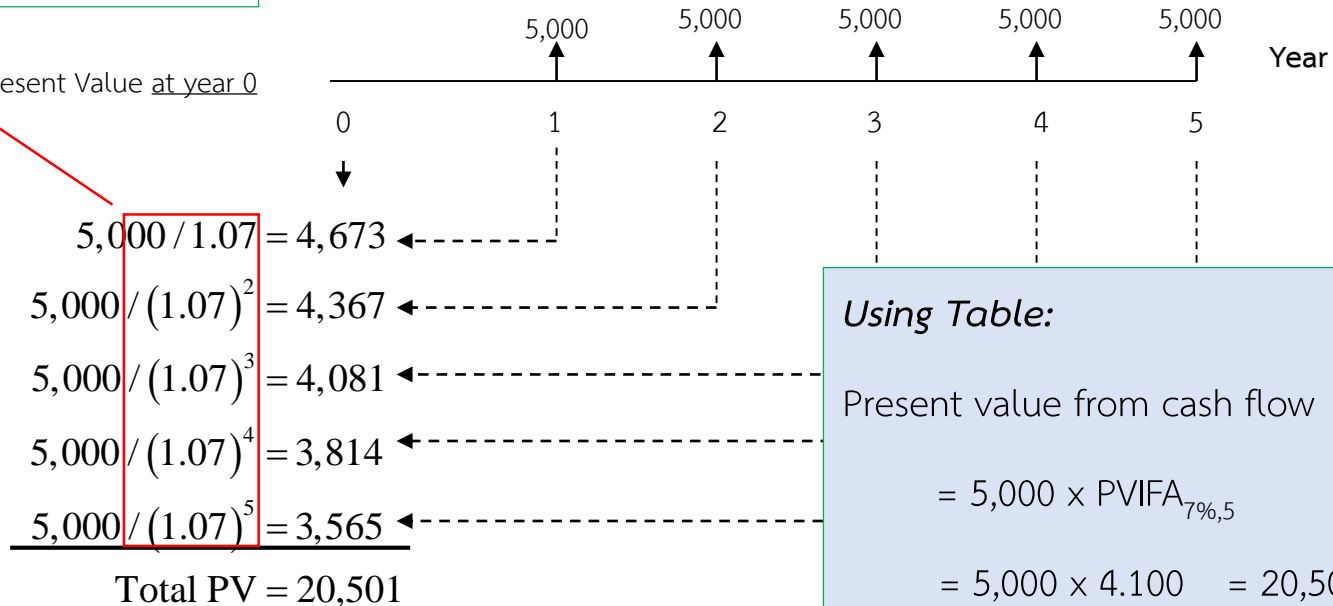 5,000 5,000 5,000 5,000 5,000
Year
Value at year 0
0 1 2 3 4 5
5,000 / 1.07 = 4,673
5,000 / (1.07)^2 = 4,367
5,000 / (1.07)^3 = 4,081
5,000 / (1.07)^4 = 3,814
5,000 / (1.07)^5 = 3,565
Total PV = 20,501
Using Table:
Present value from cash flow
= 5,000 x PVIFA7%,5
= 5,000 x 4.100 =